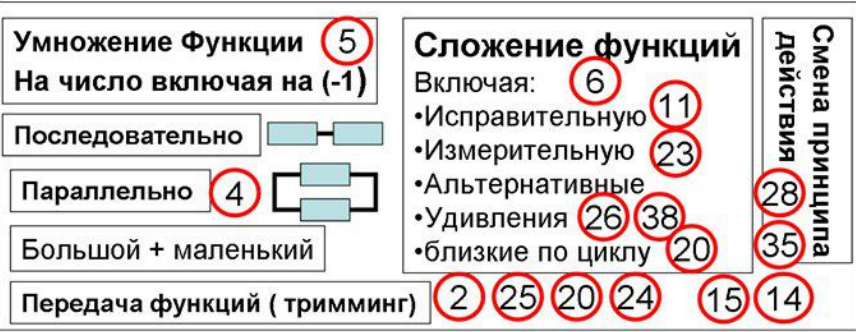 Умножение Функции 5
На число включая на (-1)
Последовательно
Параллельно 4
Большой + маленький
Сложение функций
Включая: 6
•Исправительную 11
•Измерительную 23
•Альтернативные
•Удивления 26 38
•близкие по циклу 20
Смена принципа
действия
28
35
Передача функций ( тримминг) 2 25 20 24 15 14